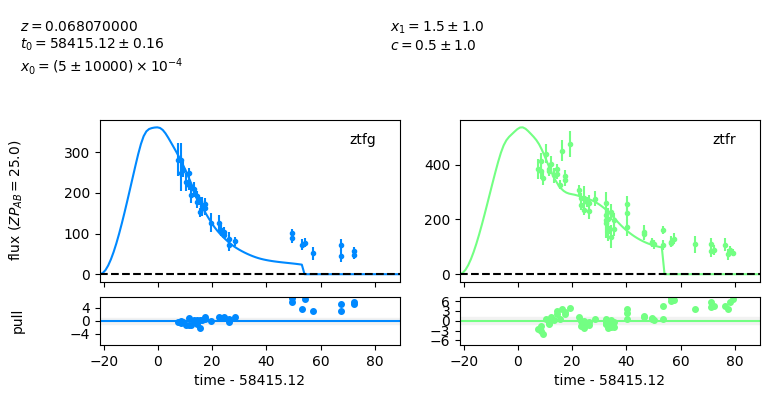 z = 0.068070000
t₀ = 58415.12 ± 0.16
x₀ = (5 ± 10000) × 10⁻⁴
x₁ = 1.5 ± 1.0
c = 0.5 ± 1.0
flux (ZP_AB = 25.0)
300
200
100
0
ztfg
400
200
0
ztfr
pull
4
0
−4
6
3
0
−3
−6
−20 0 20 40 60 80
time - 58415.12
−20 0 20 40 60 80
time - 58415.12